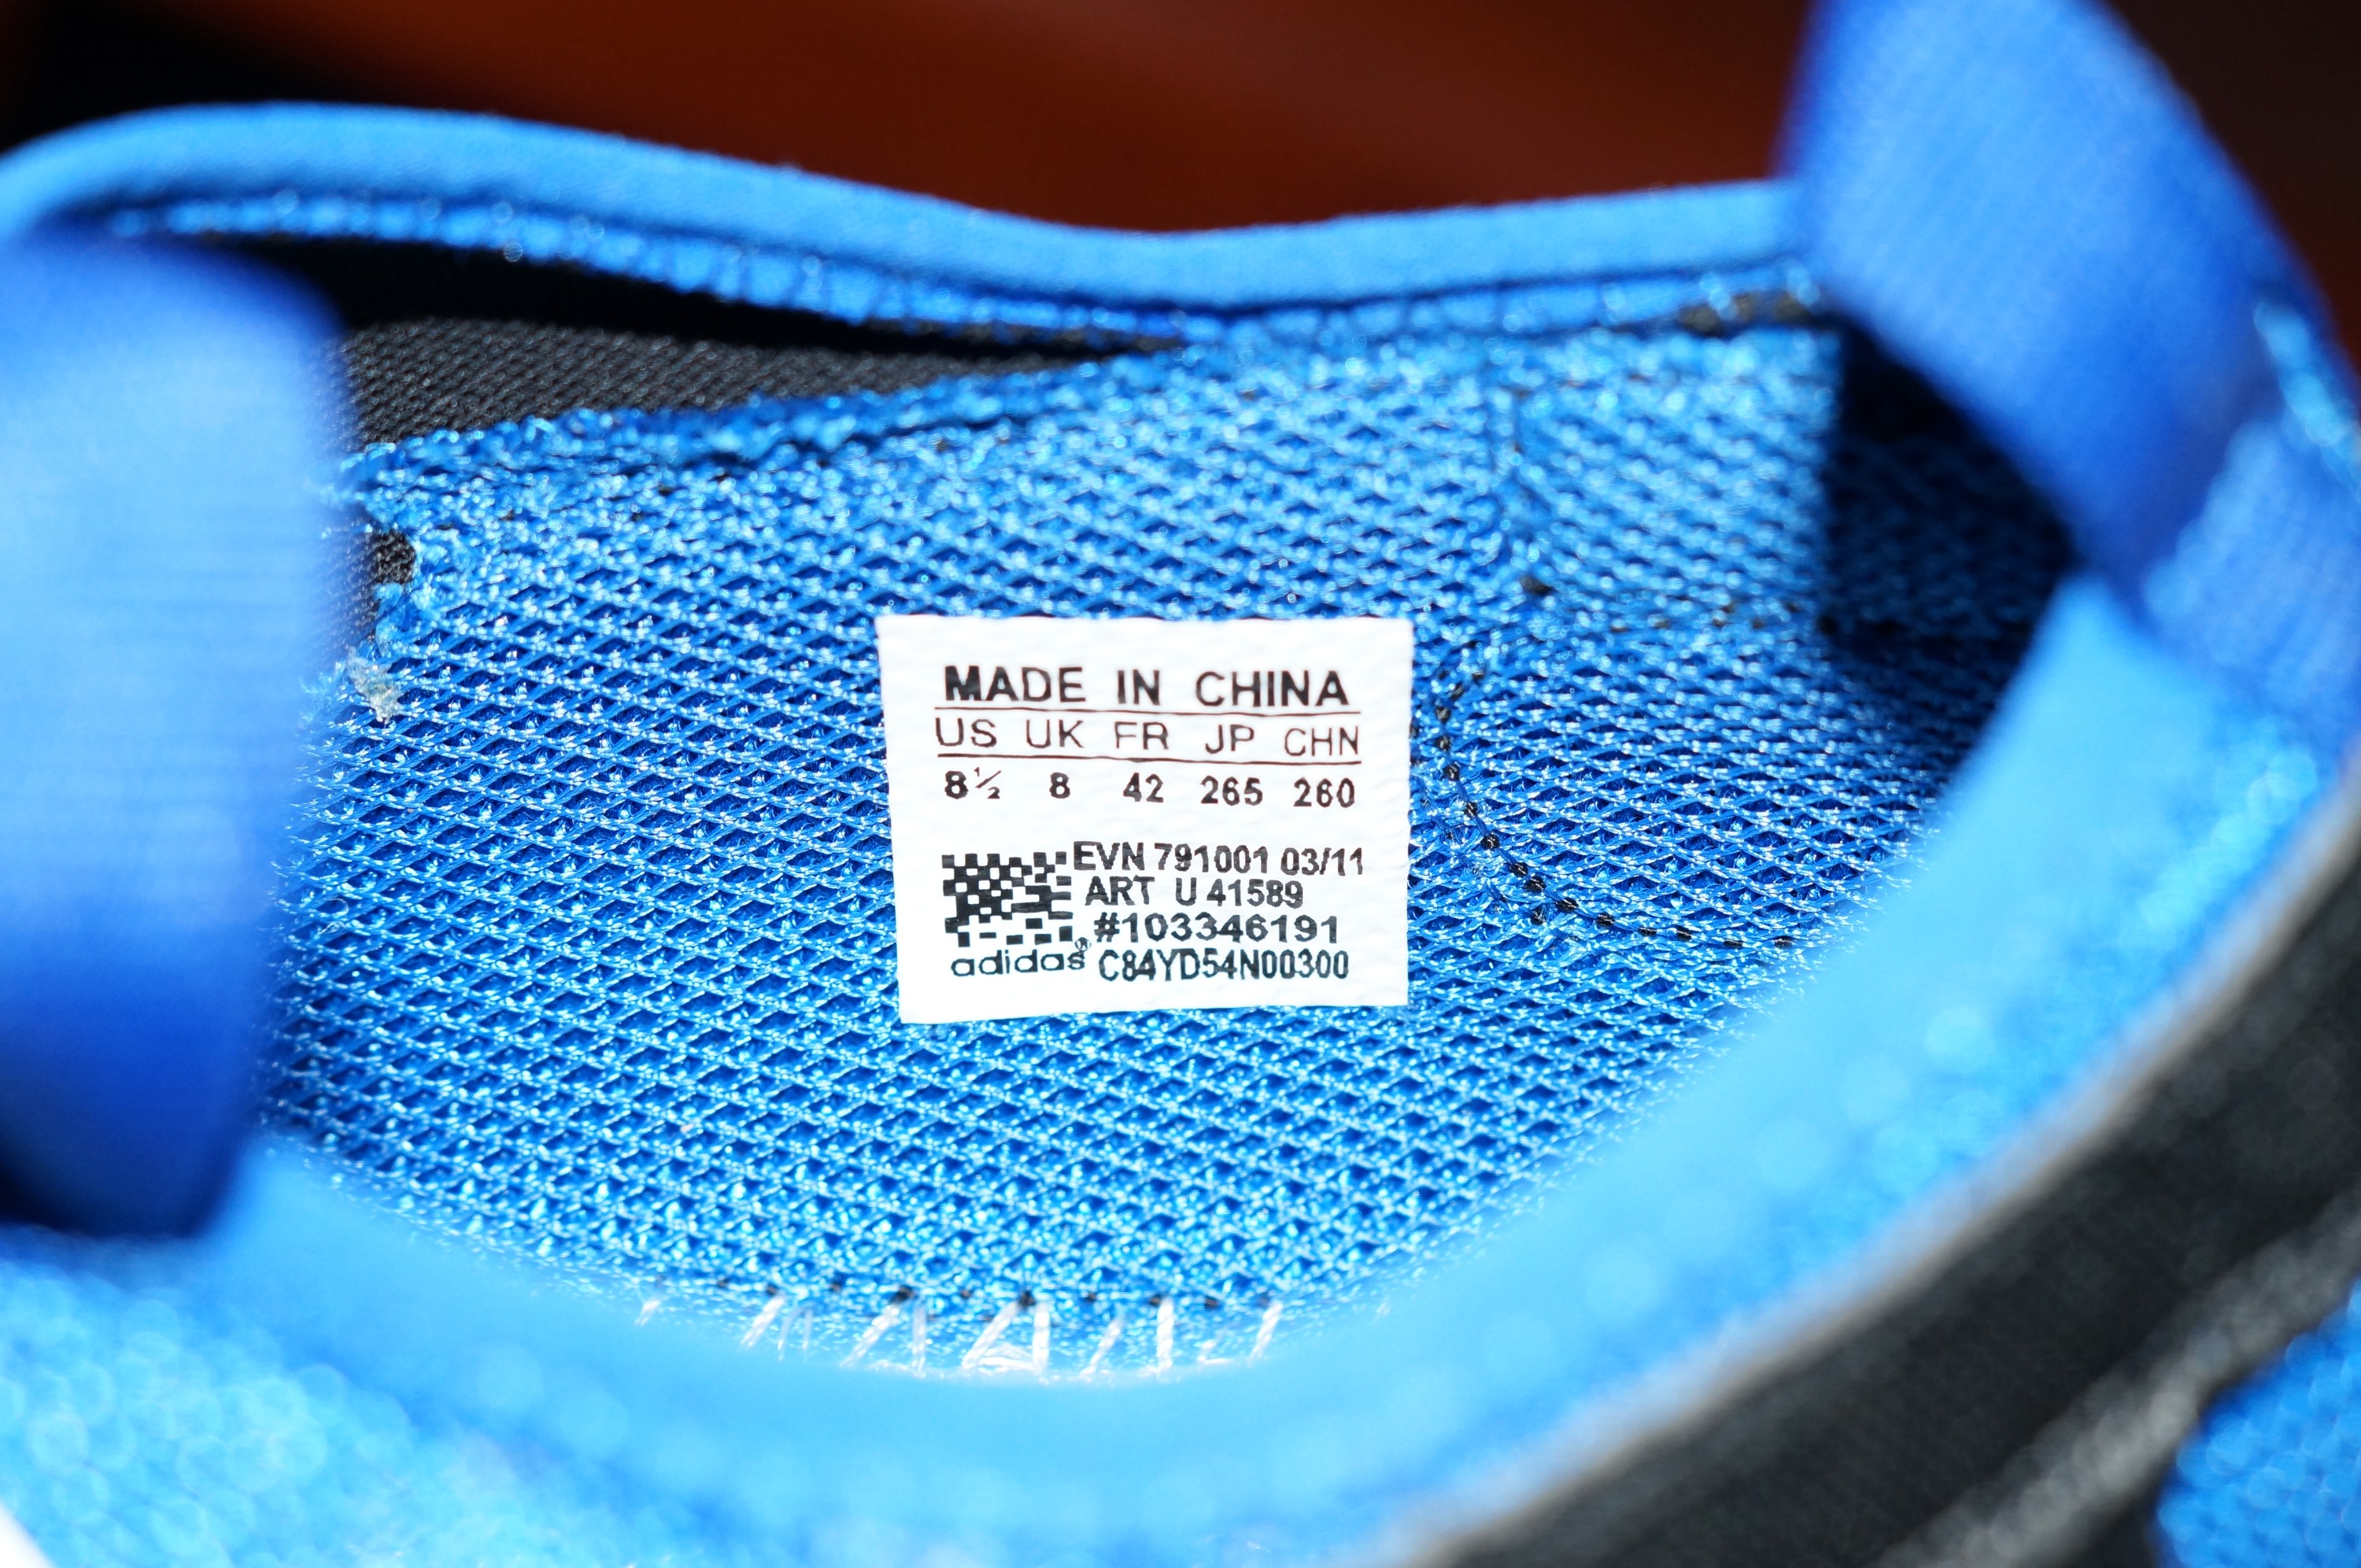 MADE IN CHINA
US UK FR JP CHN
8½ 8 42 265 260
EVN 791001 03/11
ART U 41589
#103346191
adidas® C84YD54N00300